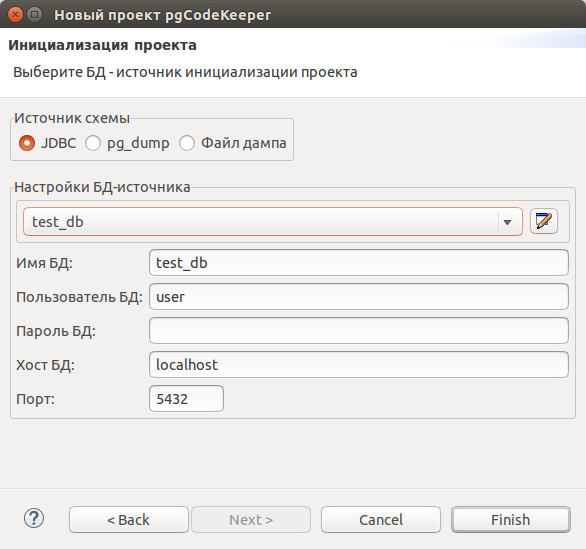 Новый проект pgCodeKeeper
Инициализация проекта
Выберите БД - источник инициализации проекта
Источник схемы
JDBC pg_dump Файл дампа
Настройки БД-источника
test_db
Имя БД: test_db
Пользователь БД: user
Пароль БД:
Хост БД: localhost
Порт: 5432
? < Back Next > Cancel Finish